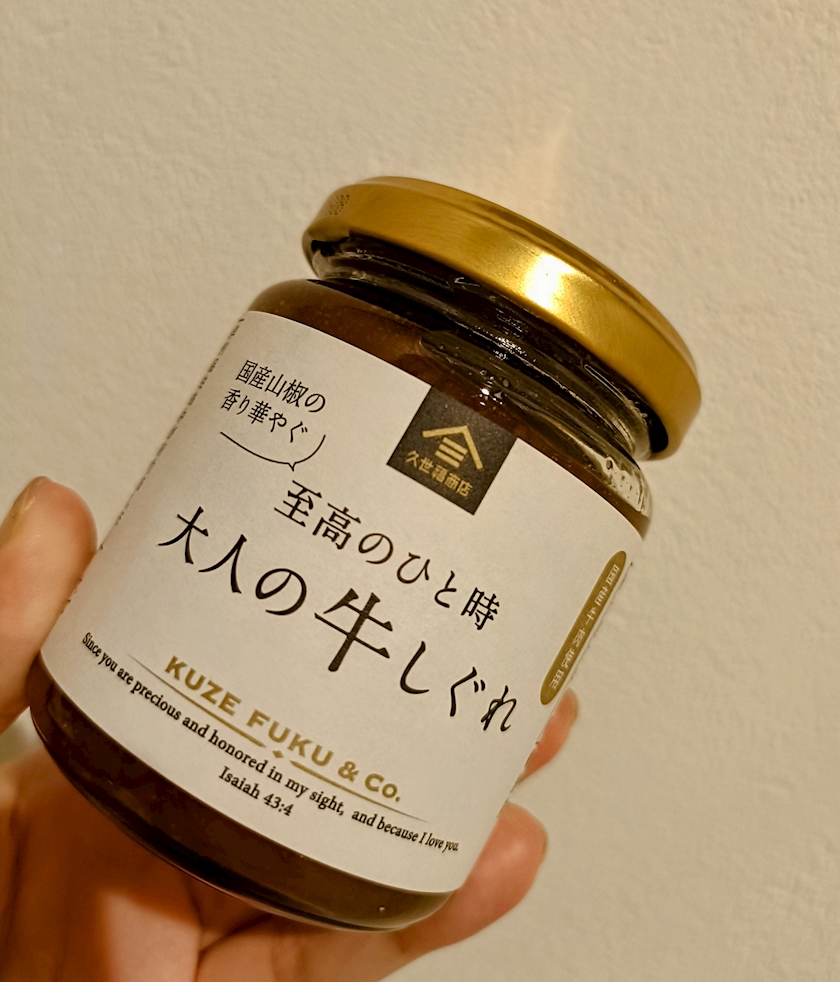 国産山椒の
香り華やぐ
久世福商店
至高のひと時
大人の牛しぐれ
KUZE FUKU & Co.
Since you are precious and honored in my sight, and because I love you.
Isaiah 43:4